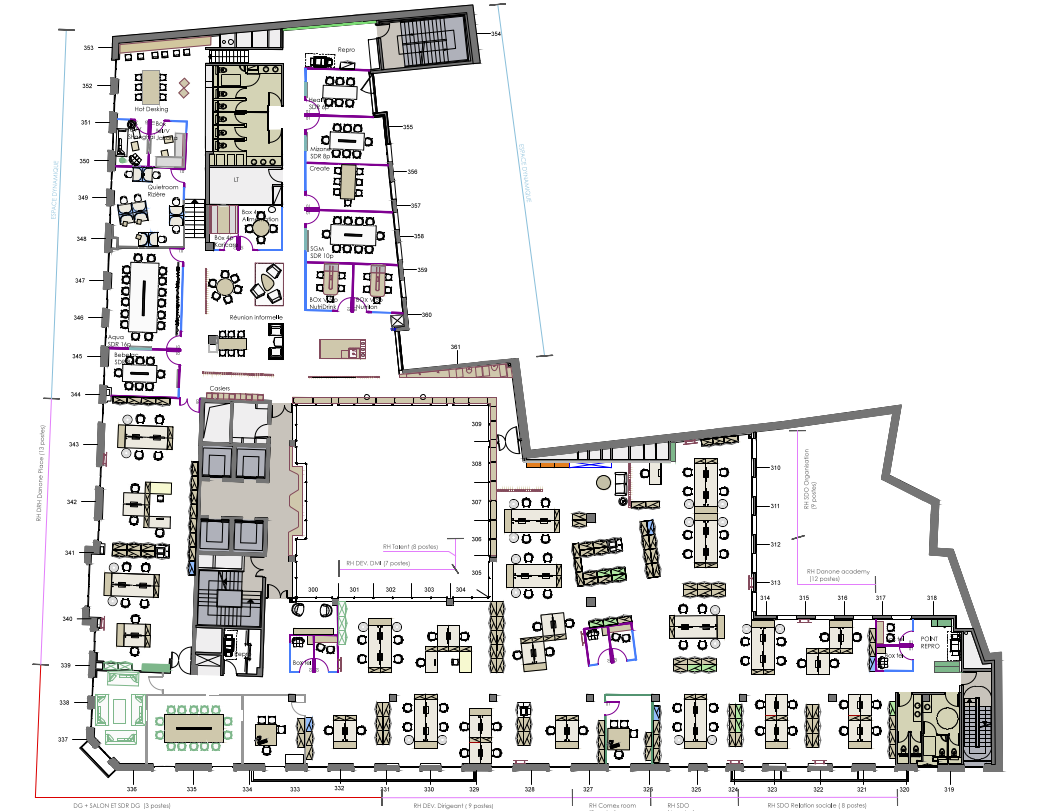 354
353
Repro
352
Hot Desking
351
355
350
Create
356
LT
Quietroom
Rizière
349
357
348
358
SGM
SDR 10p
359
347
360
346
Réunion informelle
Aqua
SDR 16p
345
361
344
Casiers
ESPACE DYNAMIQUE
ESPACE DYNAMIQUE
RH DRH Danone Plase (13 postes)
343
309
310
308
342
307
311
306
312
341
RH Talent (8 postes)
RH DEV. DMI (7 postes)
305
313
RH SDO Organisation
(9 postes)
RH Danone academy
(12 postes)
300
301
302
303
304
314
315
316
317
318
340
POINT
REPRO
339
338
337
336
335
334
333
332
331
330
329
328
327
326
325
324
323
322
321
320
319
DG + SALON ET SDR DG (3 postes)
RH DEV. Dirigeant ( 9 postes)
RH Comex room
RH SDO
RH SDO Relation sociale ( 8 postes)